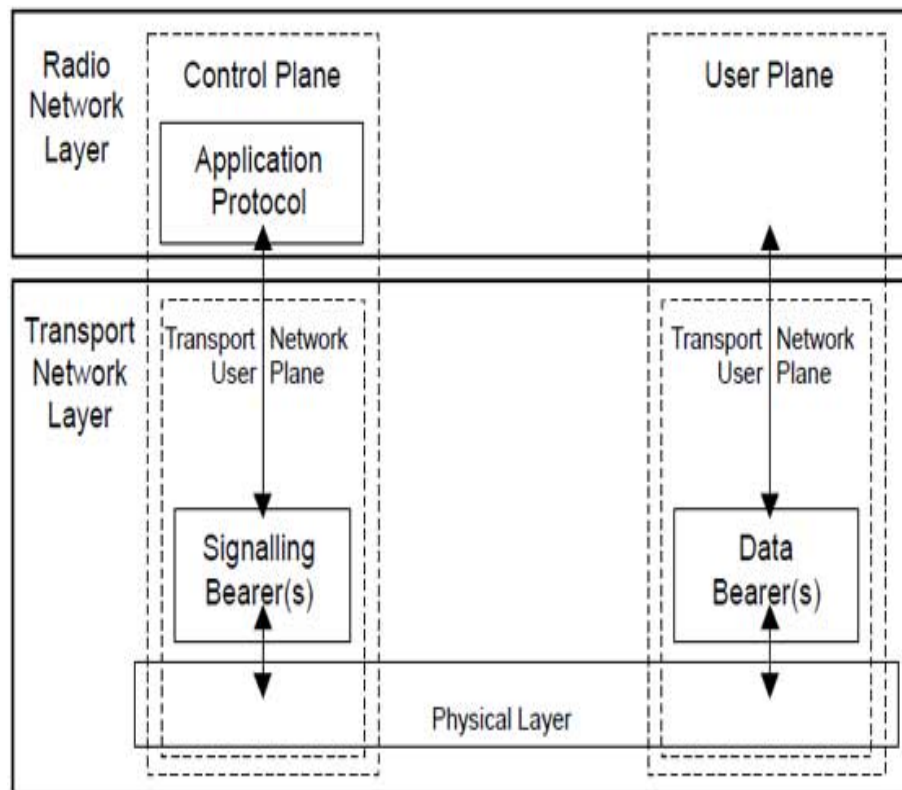 Radio
Network
Layer
Control Plane
Application
Protocol
User Plane
Transport
Network
Layer
Transport Network
User Plane
Signalling
Bearer(s)
Transport Network
User Plane
Data
Bearer(s)
Physical Layer